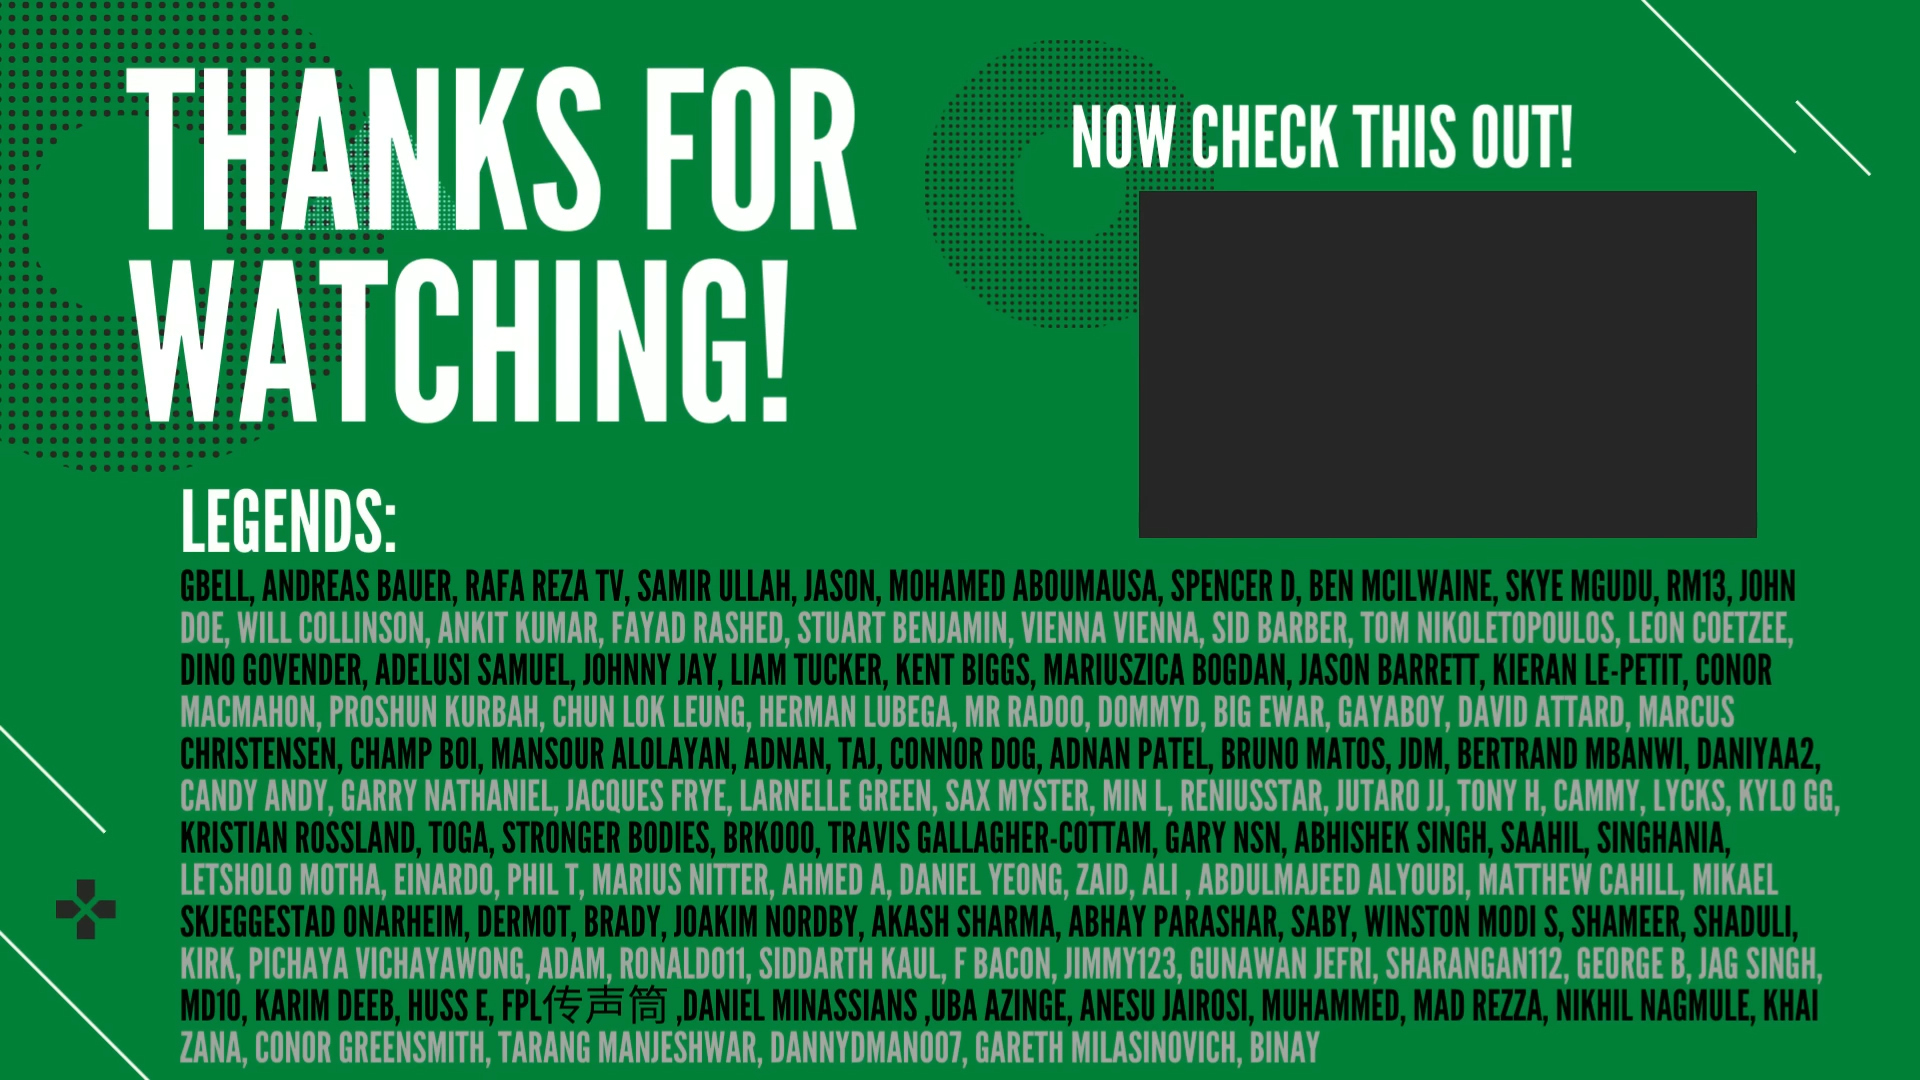 THANKS FOR
WATCHING!
NOW CHECK THIS OUT!
LEGENDS:
GBELL, ANDREAS BAUER, RAFA REZA TV, SAMIR ULLAH, JASON, MOHAMED ABOUMAUSA, SPENCER D, BEN MCILWAINE, SKYE MGUDU, RM13, JOHN
DOE, WILL COLLINSON, ANKIT KUMAR, FAYAD RASHED, STUART BENJAMIN, VIENNA VIENNA, SID BARBER, TOM NIKOLETOPOULOS, LEON COETZEE,
DINO GOVENDER, ADELUSI SAMUEL, JOHNNY JAY, LIAM TUCKER, KENT BIGGS, MARIUSZICA BOGDAN, JASON BARRETT, KIERAN LE-PETIT, CONOR
MACMAHON, PROSHUN KURBAH, CHUN LOK LEUNG, HERMAN LUBEGA, MR RADOO, DOMMYD, BIG EWAR, GAYABOY, DAVID ATTARD, MARCUS
CHRISTENSEN, CHAMP BOI, MANSOUR ALOLAYAN, ADNAN, TAJ, CONNOR DOG, ADNAN PATEL, BRUNO MATOS, JDM, BERTRAND MBANWI, DANIYAA2,
CANDY ANDY, GARRY NATHANIEL, JACQUES FRYE, LARNELLE GREEN, SAX MYSTER, MIN L, RENIUSSTAR, JUTARO JJ, TONY H, CAMMY, LYCKS, KYLO GG,
KRISTIAN ROSSLAND, TOGA, STRONGER BODIES, BRKOOO, TRAVIS GALLAGHER-COTTAM, GARY NSN, ABHISHEK SINGH, SAAHIL, SINGHANIA,
LETSHOLO MOTHA, EINARDO, PHIL T, MARIUS NITTER, AHMED A, DANIEL YEONG, ZAID, ALI , ABDULMAJEED ALYOUBI, MATTHEW CAHILL, MIKAEL
SKJEGGESTAD ONARHEIM, DERMOT, BRADY, JOAKIM NORDBY, AKASH SHARMA, ABHAY PARASHAR, SABY, WINSTON MODI S, SHAMEER, SHADULI,
KIRK, PICHAYA VICHAYAWONG, ADAM, RONALDO11, SIDDARTH KAUL, F BACON, JIMMY123, GUNAWAN JEFRI, SHARANGAN112, GEORGE B, JAG SINGH,
MD10, KARIM DEEB, HUSS E, FPL传声筒 ,DANIEL MINASSIANS ,UBA AZINGE, ANESU JAIROSI, MUHAMMED, MAD REZZA, NIKHIL NAGMULE, KHAI
ZANA, CONOR GREENSMITH, TARANG MANJESHWAR, DANNYDMAN007, GARETH MILASINOVICH, BINAY